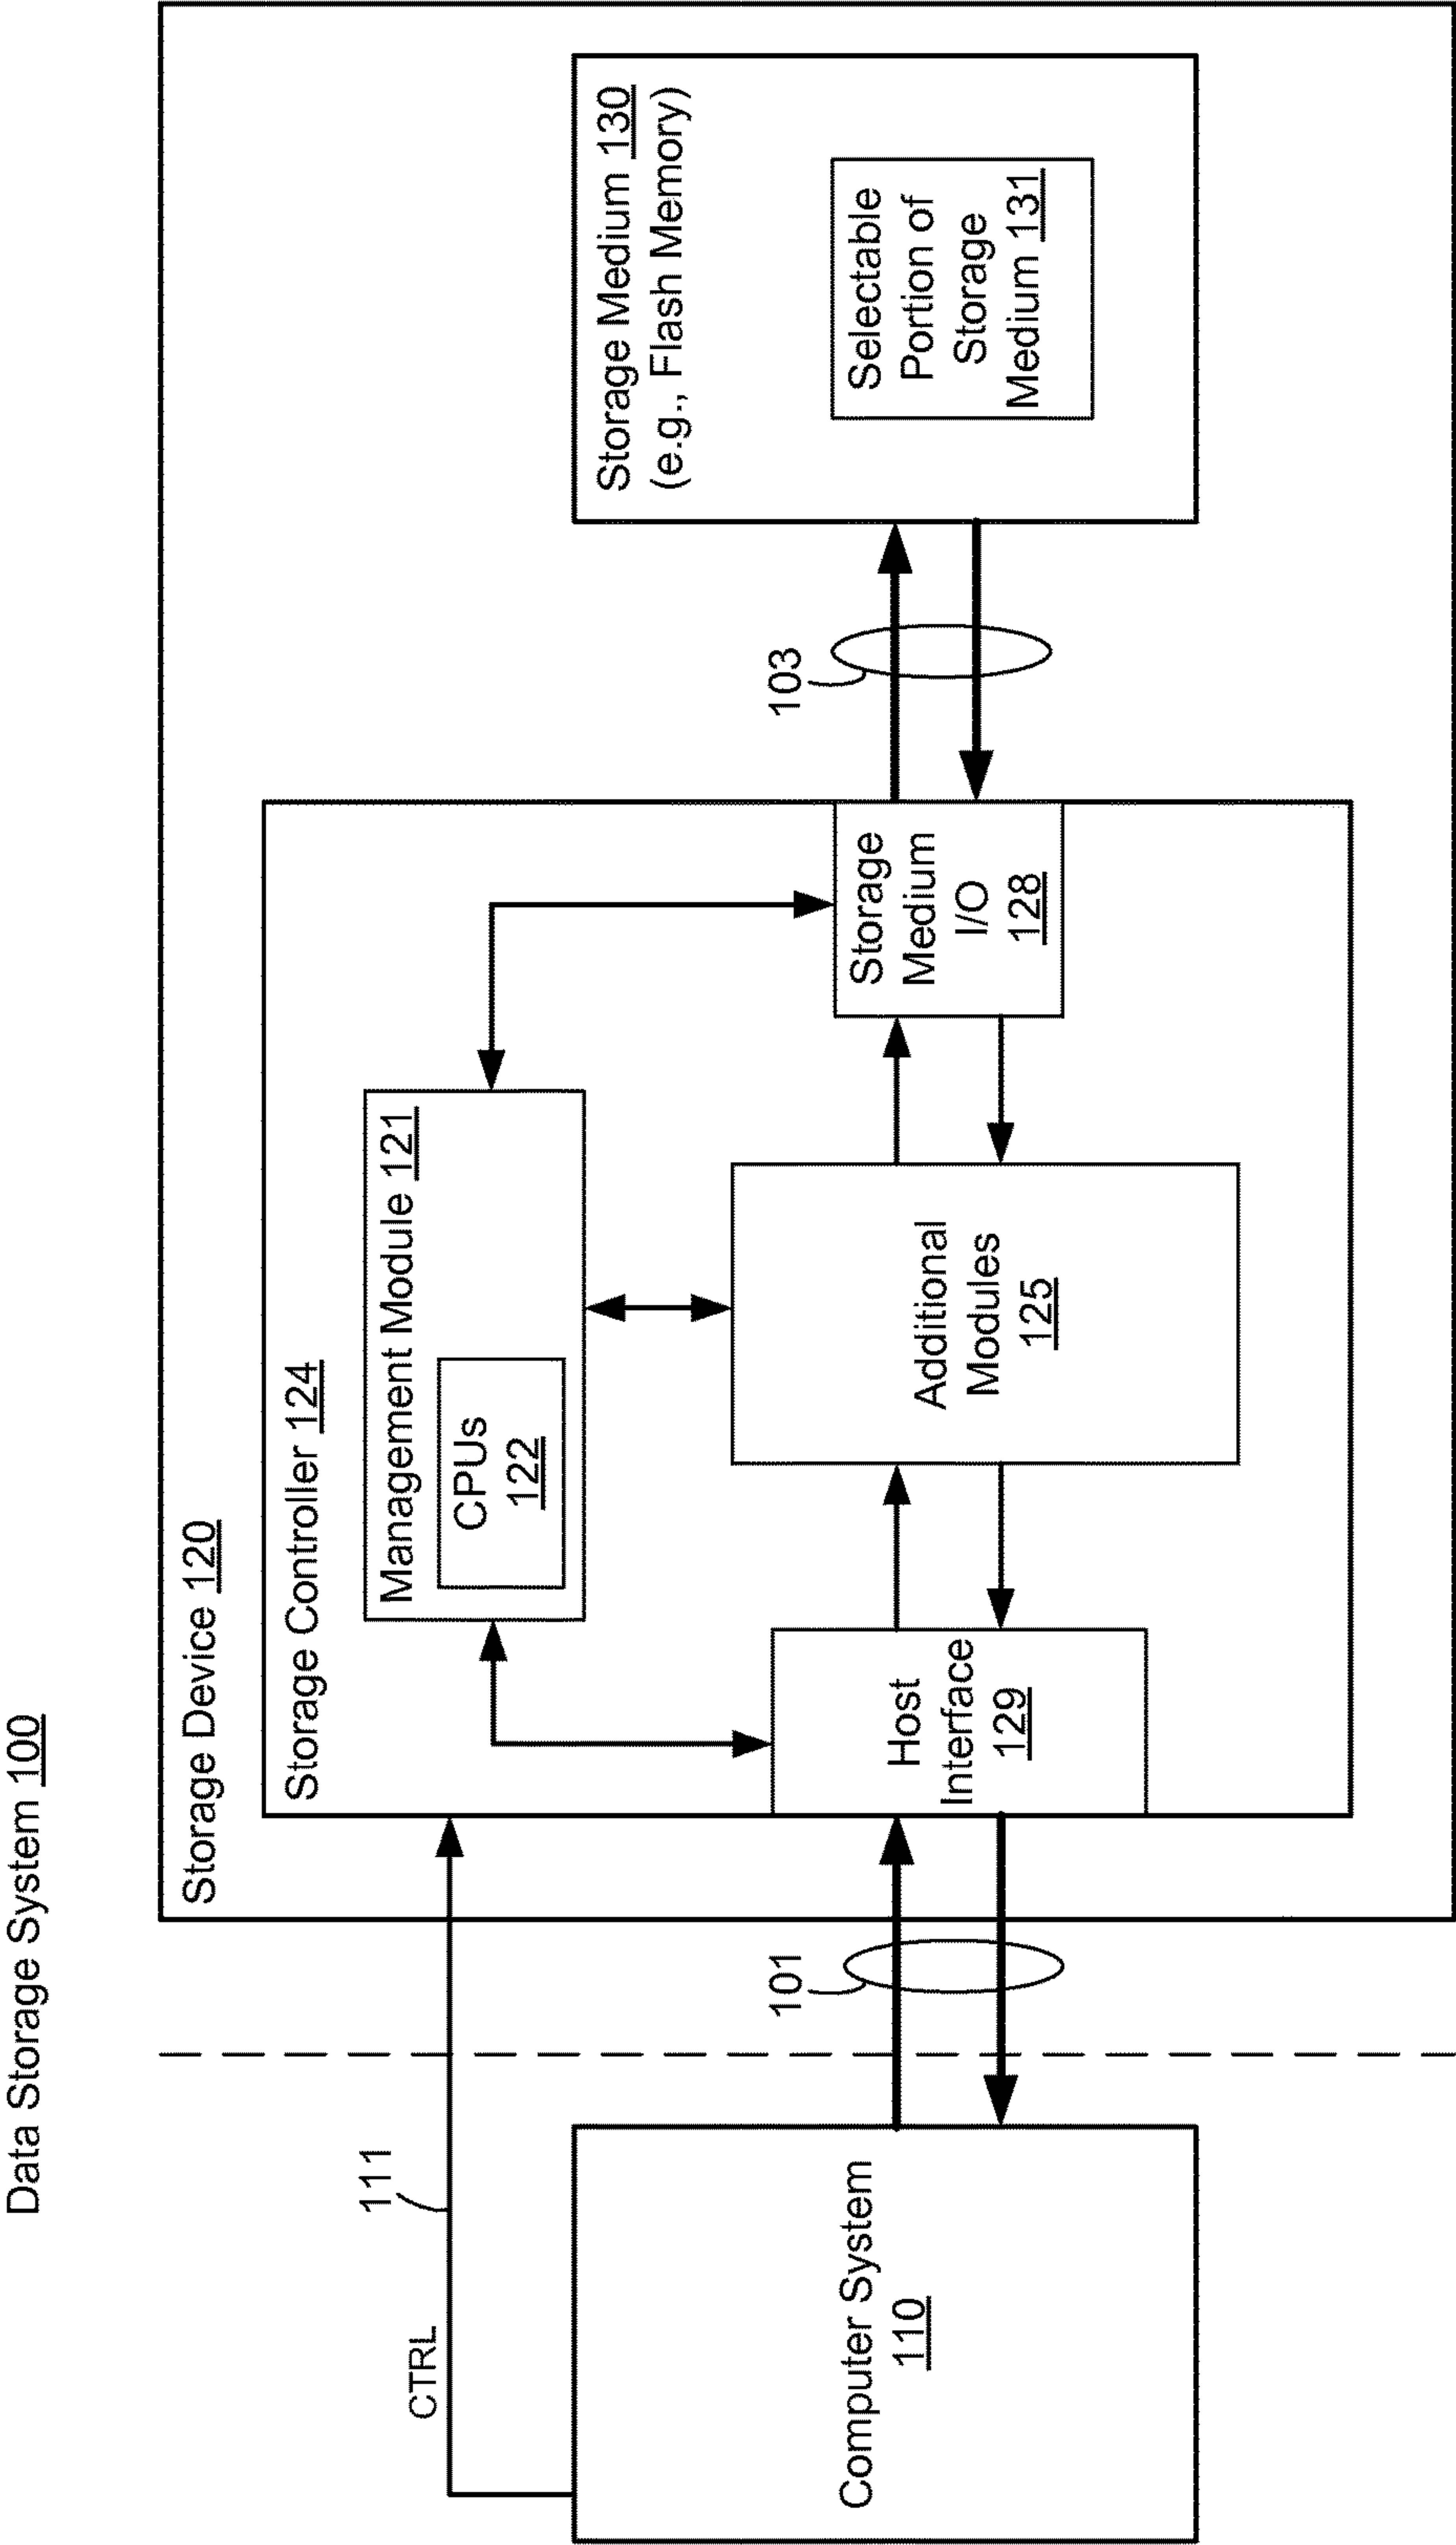 Data Storage System 100
Storage Device 120
Storage Controller 124
Management Module 121
CPUs
122
CTRL
111
Computer System
110
101
Host
Interface
129
Additional
Modules
125
Storage
Medium
I/O
128
103
Storage Medium 130
(e.g., Flash Memory)
Selectable
Portion of
Storage
Medium 131